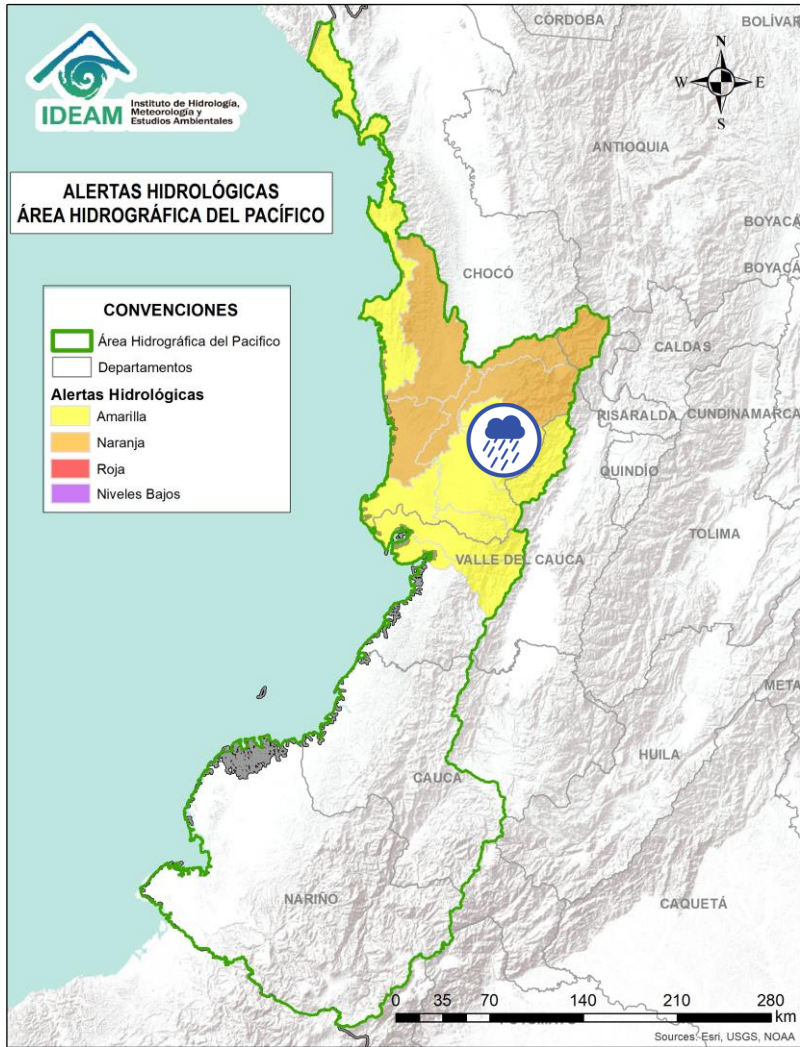 CÓRDOBA
BOLÍVAR
N
W
E
S
IDEAM
Instituto de Hidrología,
Meteorología y
Estudios Ambientales
ANTIOQUIA
ALERTAS HIDROLÓGICAS
ÁREA HIDROGRÁFICA DEL PACÍFICO
BOYACÁ
BOYACÁ
CHOCÓ
CONVENCIONES
Área Hidrográfica del Pacifico
Departamentos
Alertas Hidrológicas
Amarilla
Naranja
Roja
Niveles Bajos
CALDAS
RISARALDA
CUNDINAMARCA
QUINDÍO
TOLIMA
VALLE DEL CAUCA
META
HUILA
CAUCA
NARIÑO
CAQUETÁ
0 35 70 140 210 280
km
Sources: Esri, USGS, NOAA